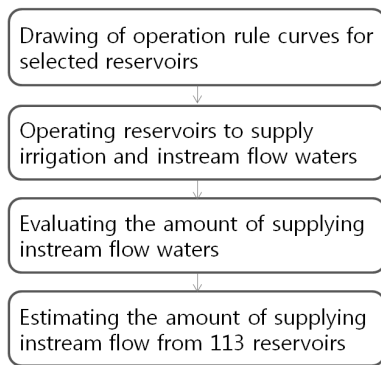 Drawing of operation rule curves for
selected reservoirs
Operating reservoirs to supply
irrigation and instream flow waters
Evaluating the amount of supplying
instream flow waters
Estimating the amount of supplying
instream flow from 113 reservoirs